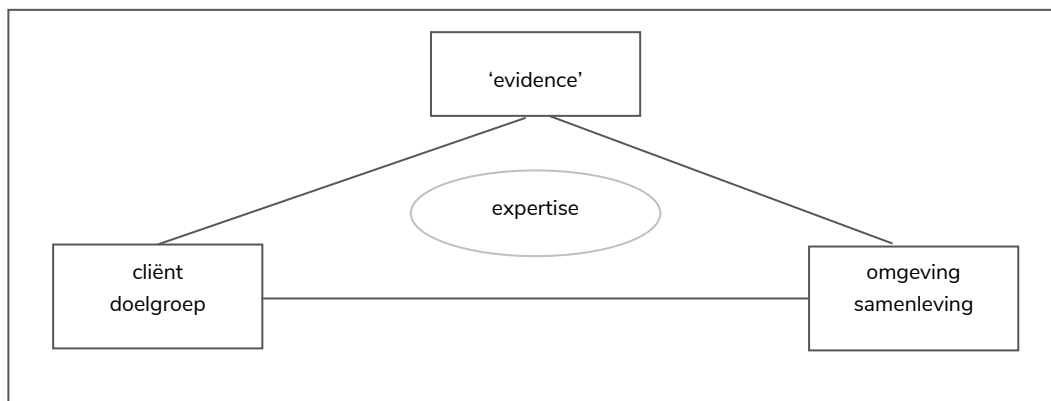 ‘evidence’
expertise
cliënt
doelgroep
omgeving
samenleving